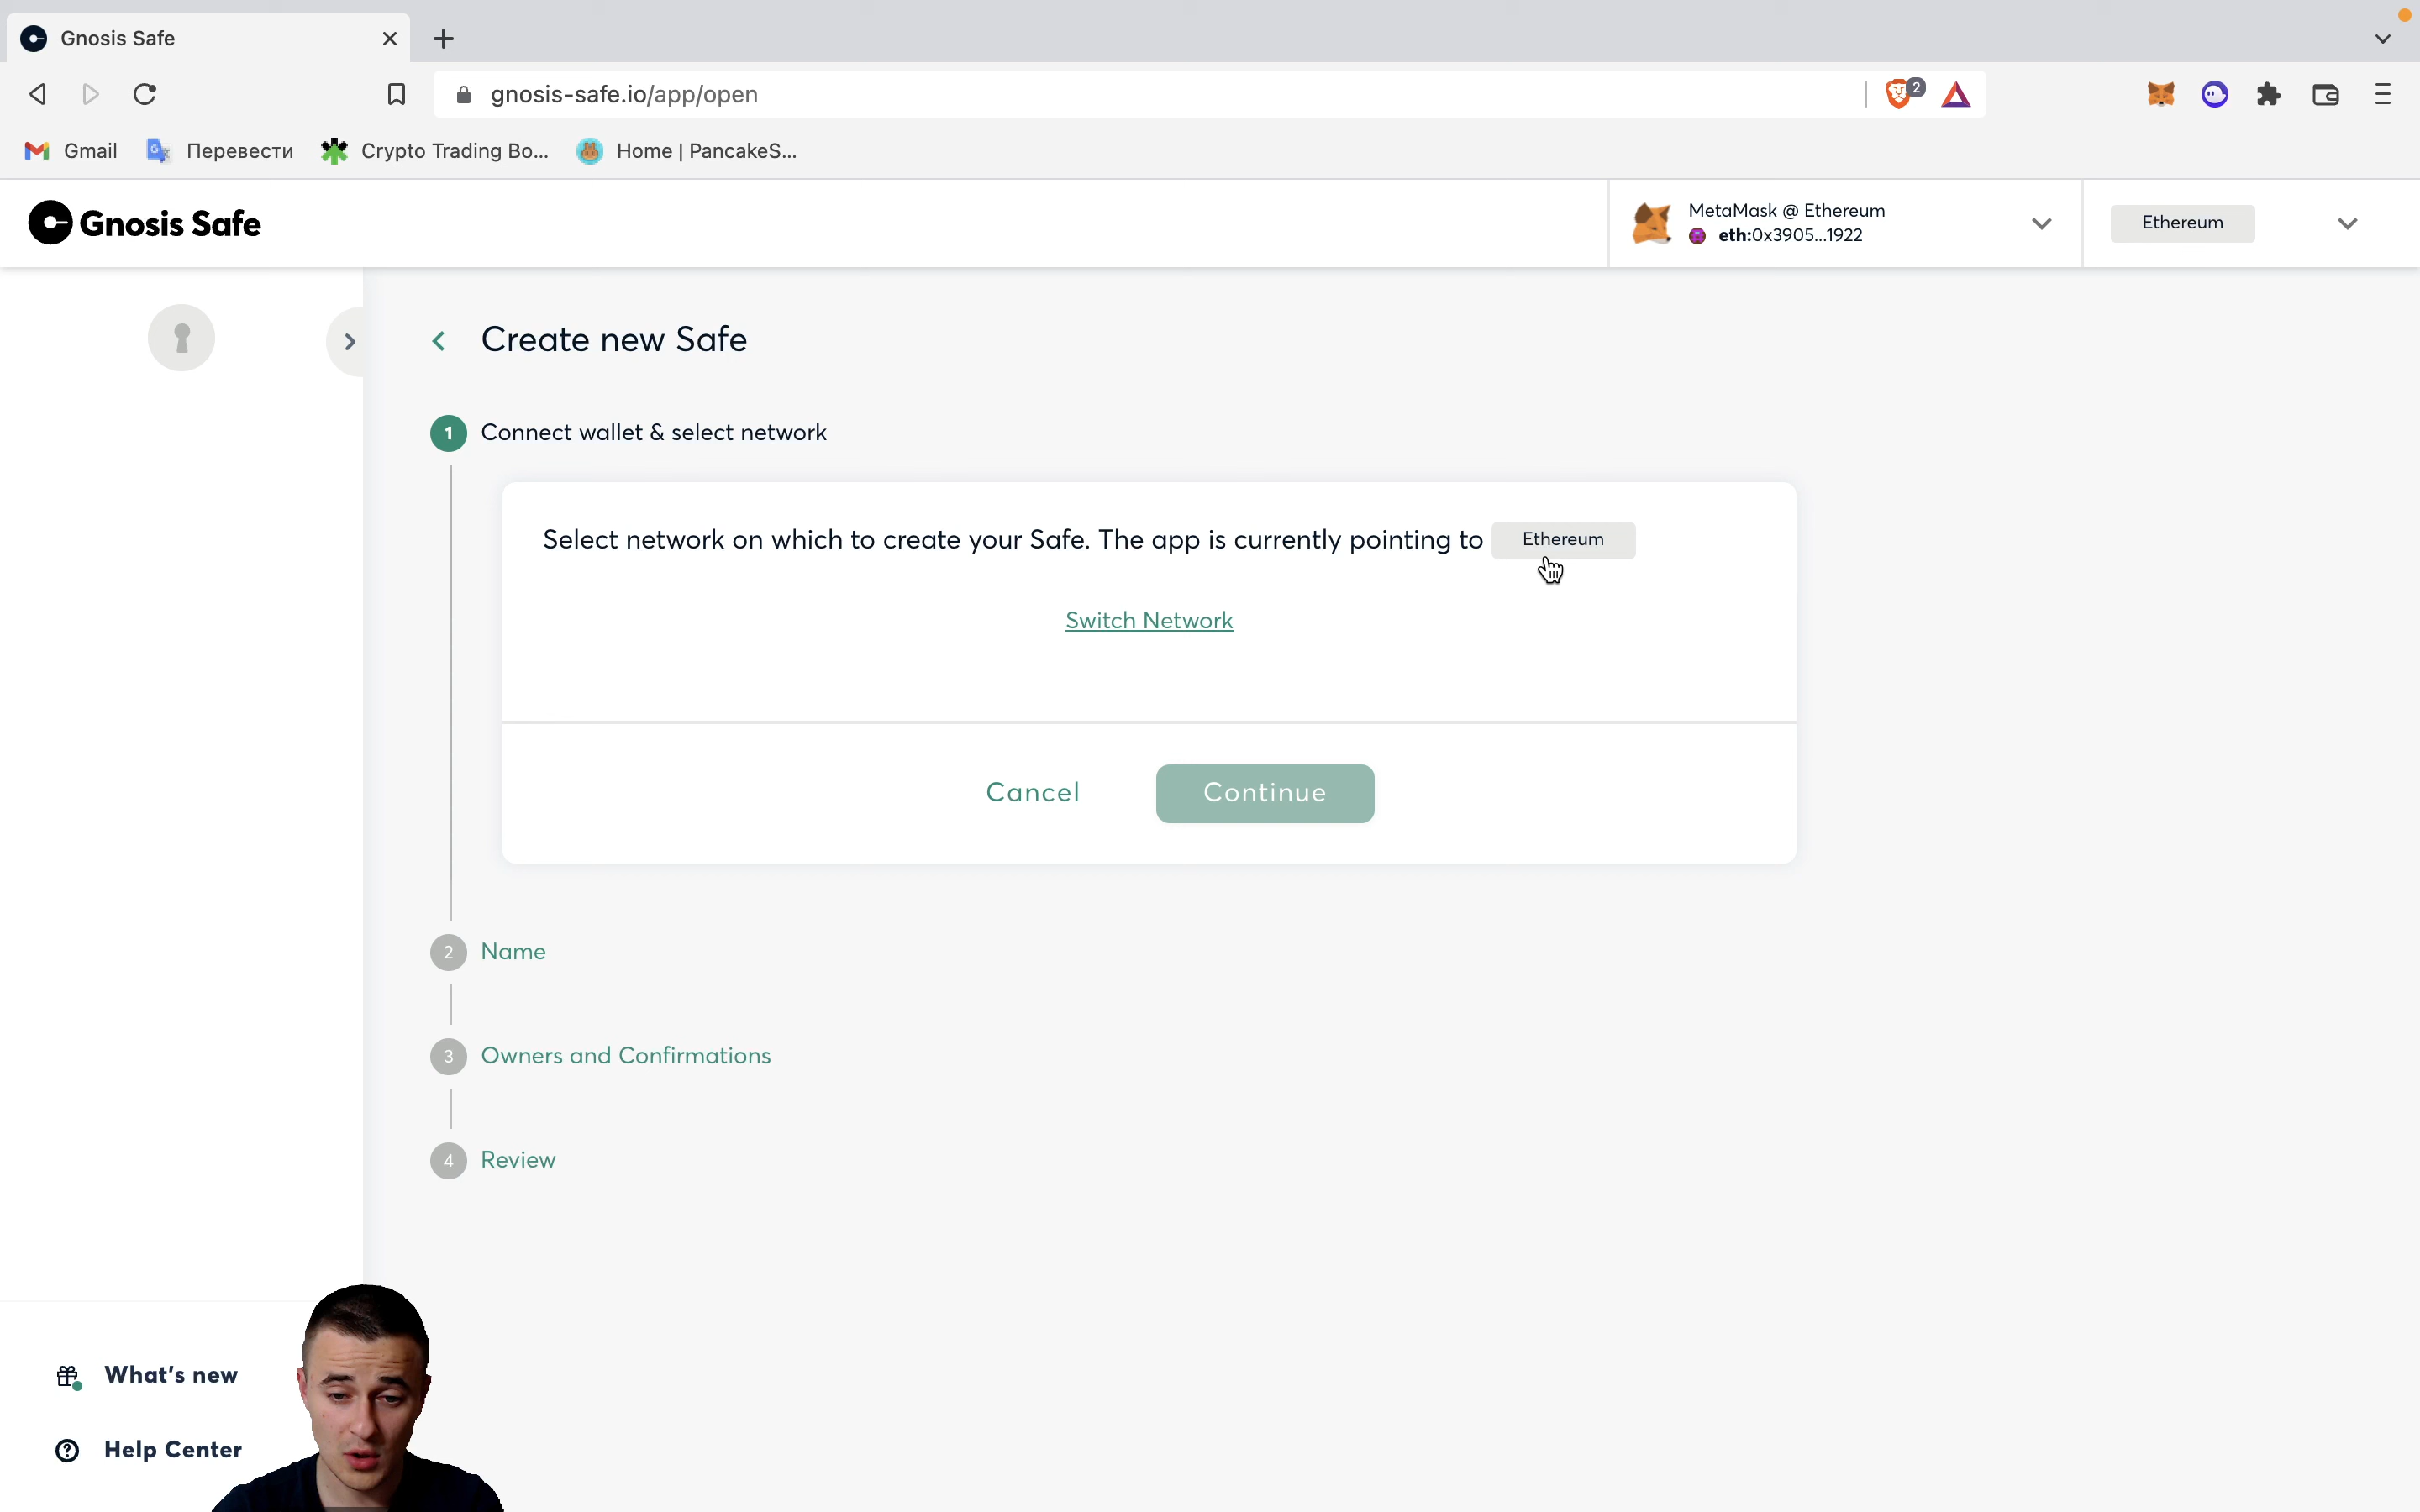 Gnosis Safe
gnosis-safe.io/app/open
2
Gmail
Перевести
Crypto Trading Bo...
Home | PancakeS...
Gnosis Safe
MetaMask @ Ethereum
eth:0x3905...1922
Ethereum
Create new Safe
1 Connect wallet & select network
Select network on which to create your Safe. The app is currently pointing to Ethereum
Switch Network
Cancel
Continue
2 Name
3 Owners and Confirmations
4 Review
What's new
Help Center